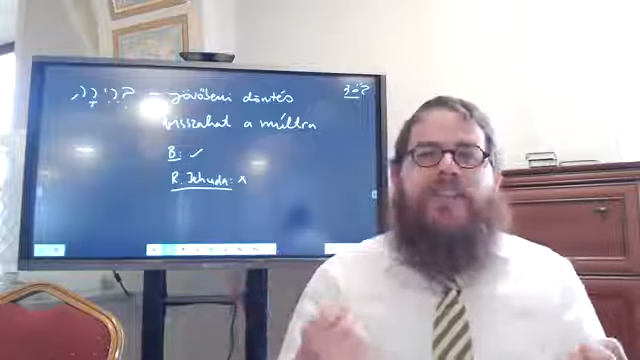 – jövőbeni döntés
visszahat a múltra
B: ✓
R. Jehuda: x